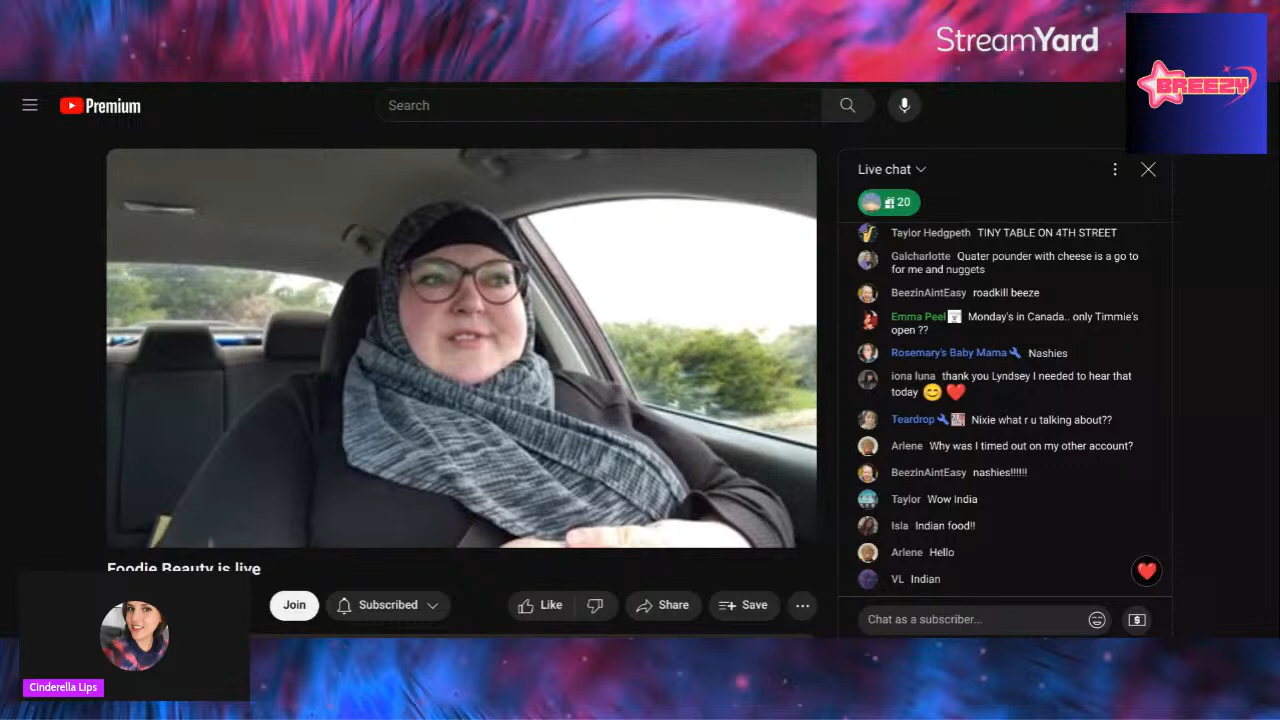 StreamYard
BREEZY
Premium
Search
Live chat
20
Taylor Hedgpeth TINY TABLE ON 4TH STREET
Galcharlotte Quater pounder with cheese is a go to
for me and nuggets
BeezinAintEasy roadkill beeze
Emma Peel Monday's in Canada.. only Timmie's
open ??
Rosemary's Baby Mama Nashies
iona luna thank you Lyndsey I needed to hear that
today
Teardrop Nixie what r u talking about??
Arlene Why was I timed out on my other account?
BeezinAintEasy nashies!!!!!!
Taylor Wow India
Isla Indian food!!
Arlene Hello
VL Indian
Chat as a subscriber...
Foodie Beauty is live
Join
Subscribed
Like
Share
Save
Cinderella Lips